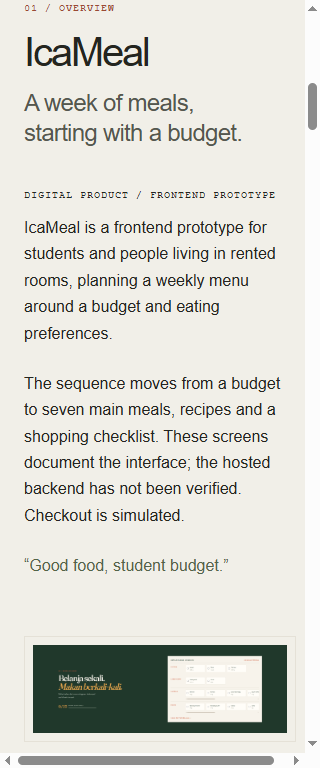 01 / OVERVIEW
IcaMeal
A week of meals,
starting with a budget.
DIGITAL PRODUCT / FRONTEND PROTOTYPE
IcaMeal is a frontend prototype for
students and people living in rented
rooms, planning a weekly menu
around a budget and eating
preferences.
The sequence moves from a budget
to seven main meals, recipes and a
shopping checklist. These screens
document the interface; the hosted
backend has not been verified.
Checkout is simulated.
“Good food, student budget.”
Belanja sekali.
Makan berkali-kali.